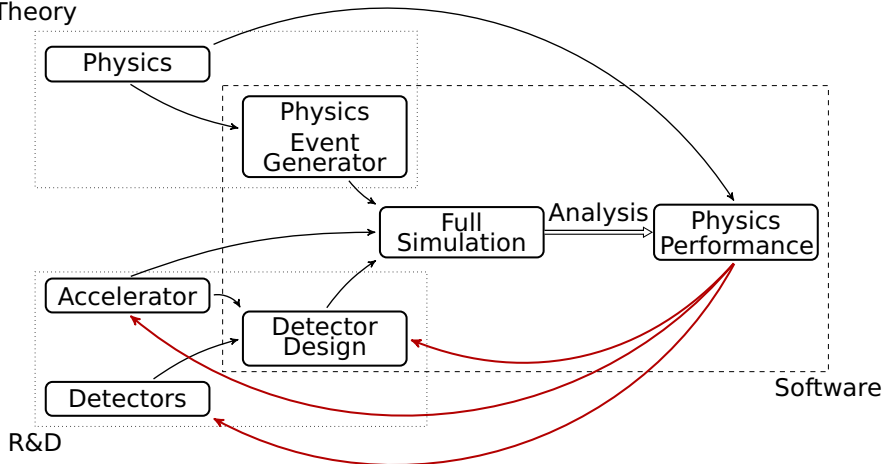 Theory
Physics
Physics
Event
Generator
Full
Simulation
Analysis
Physics
Performance
Accelerator
Detector
Design
Detectors
Software
R&D